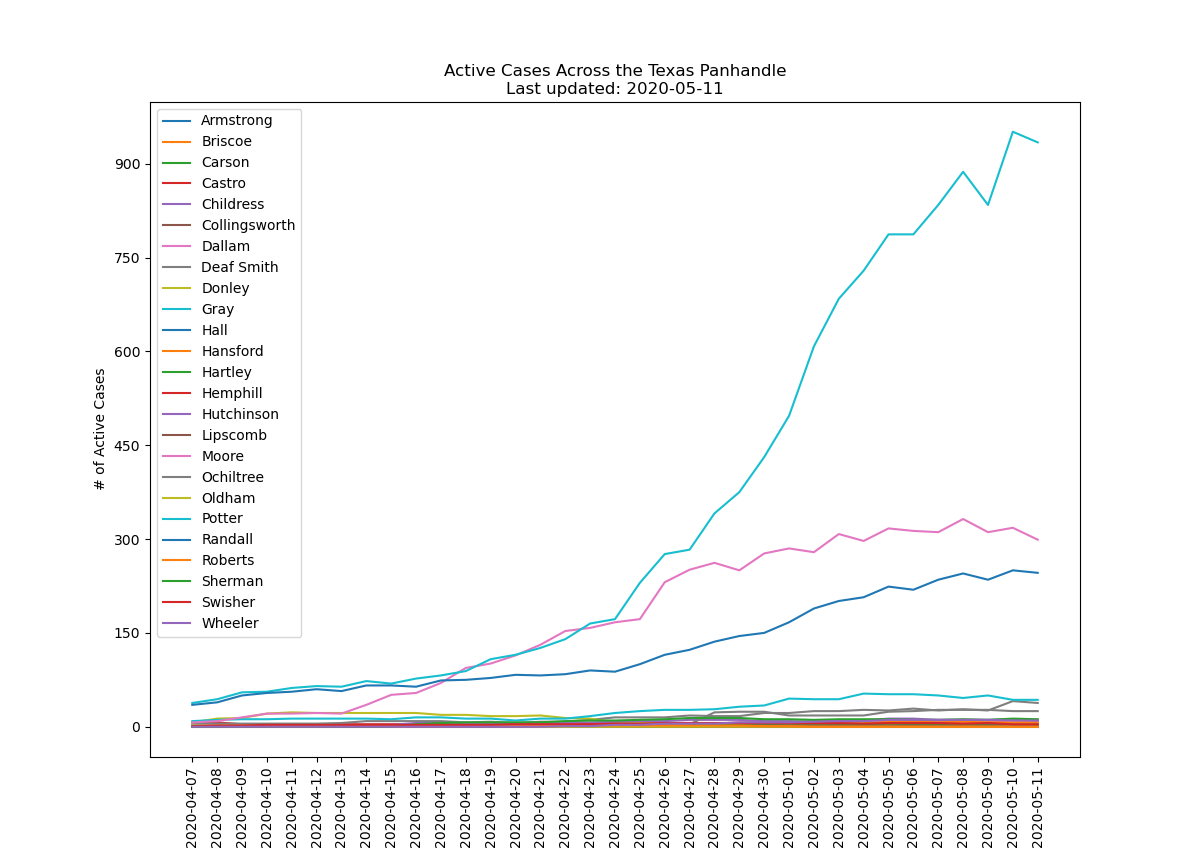 Active Cases Across the Texas Panhandle
Last updated: 2020-05-11
Armstrong
Briscoe
Carson
Castro
Childress
Collingsworth
Dallam
Deaf Smith
Donley
Gray
Hall
Hansford
Hartley
Hemphill
Hutchinson
Lipscomb
Moore
Ochiltree
Oldham
Potter
Randall
Roberts
Sherman
Swisher
Wheeler
# of Active Cases
900
750
600
450
300
150
0
2020-04-07
2020-04-08
2020-04-09
2020-04-10
2020-04-11
2020-04-12
2020-04-13
2020-04-14
2020-04-15
2020-04-16
2020-04-17
2020-04-18
2020-04-19
2020-04-20
2020-04-21
2020-04-22
2020-04-23
2020-04-24
2020-04-25
2020-04-26
2020-04-27
2020-04-28
2020-04-29
2020-04-30
2020-05-01
2020-05-02
2020-05-03
2020-05-04
2020-05-05
2020-05-06
2020-05-07
2020-05-08
2020-05-09
2020-05-10
2020-05-11